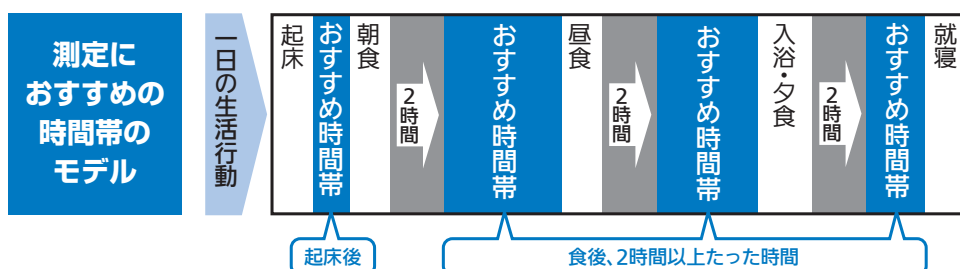 測定に
おすすめの
時間帯の
モデル
一日の生活行動
起床
おすすめ時間帯
朝食
2時間
おすすめ時間帯
昼食
2時間
おすすめ時間帯
入浴・夕食
2時間
おすすめ時間帯
就寝
起床後
食後、2時間以上たった時間